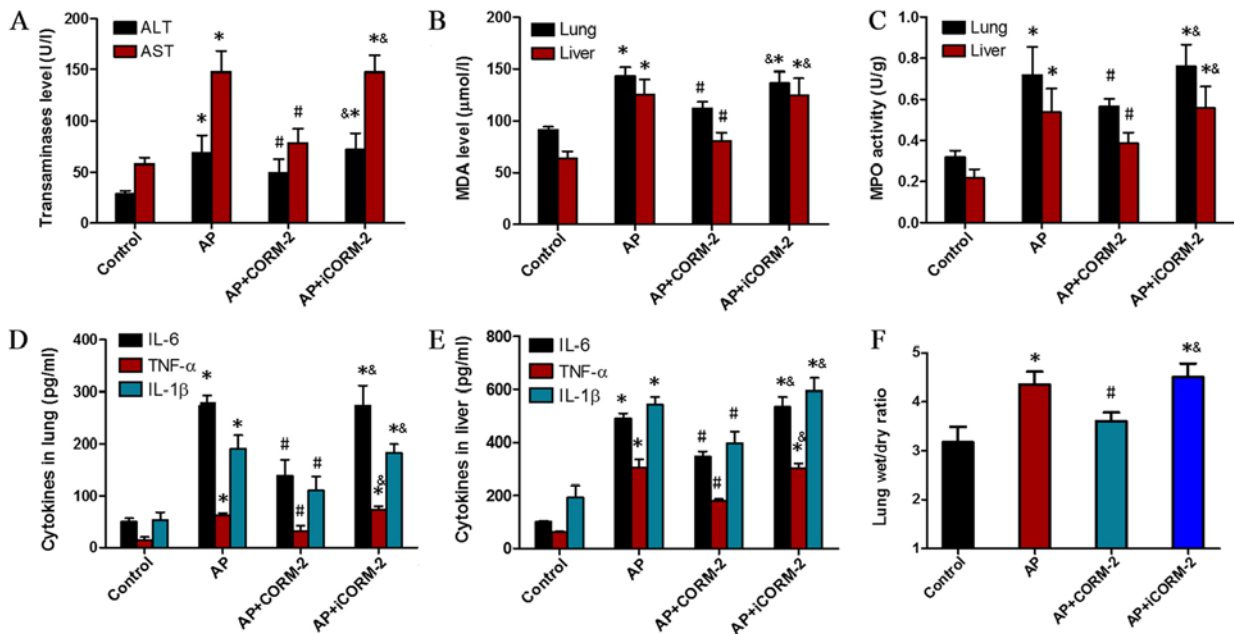 A
Transaminases level (U/l)
200
150
100
50
0
ALT
AST
*
*
#
#
&*
*&
Control
AP
AP+CORM-2
AP+iCORM-2
B
MDA level (μmol/l)
200
150
100
50
0
Lung
Liver
*
*
#
#
&*
*&
Control
AP
AP+CORM-2
AP+iCORM-2
C
MPO activity (U/g)
1.0
0.8
0.6
0.4
0.2
0.0
Lung
Liver
*
*
#
#
*&
*&
Control
AP
AP+CORM-2
AP+iCORM-2
D
Cytokines in lung (pg/ml)
400
300
200
100
0
IL-6
TNF-α
IL-1β
*
*
*
#
#
#
*&
*&
*&
Control
AP
AP+CORM-2
AP+iCORM-2
E
Cytokines in liver (pg/ml)
800
600
400
200
0
IL-6
TNF-α
IL-1β
*
*
*
#
#
#
*&
*&
*&
Control
AP
AP+CORM-2
AP+iCORM-2
F
Lung wet/dry ratio
5
4
3
2
1
*
#
*&
Control
AP
AP+CORM-2
AP+iCORM-2